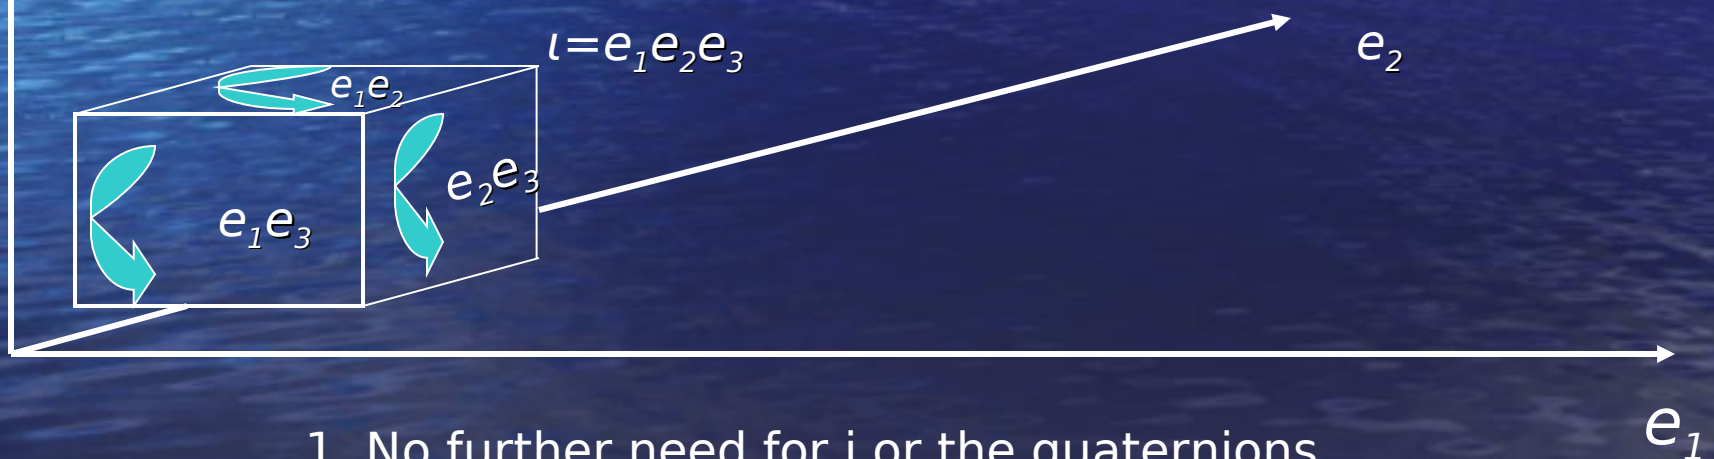 ι=e₁e₂e₃
e₂
e₁e₂
e₂e₃
e₁e₃
e₁
1. No further need for i or the quaternions